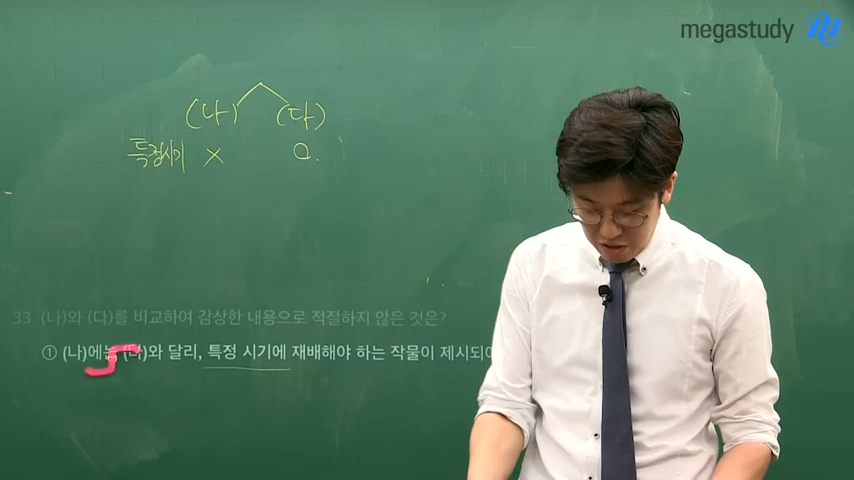 megastudy
(나) (다)
특정시기 × ○.
33 (나)와 (다)를 비교하여 감상한 내용으로 적절하지 않은 것은?
① (나)에는 (다)와 달리, 특정 시기에 재배해야 하는 작물이 제시되어